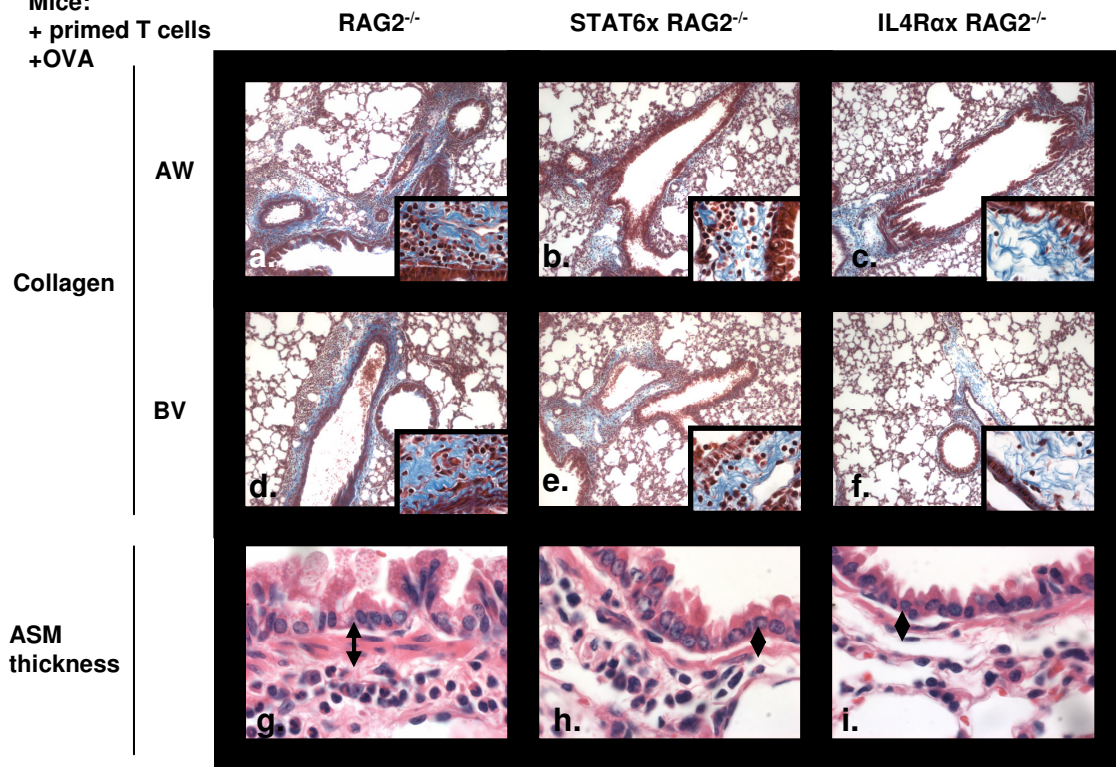 Mice:
+ primed T cells
+OVA
RAG2-/-
STAT6x RAG2-/-
IL4Rαx RAG2-/-
Collagen
AW
a.
b.
c.
BV
d.
e.
f.
ASM
thickness
g.
h.
i.